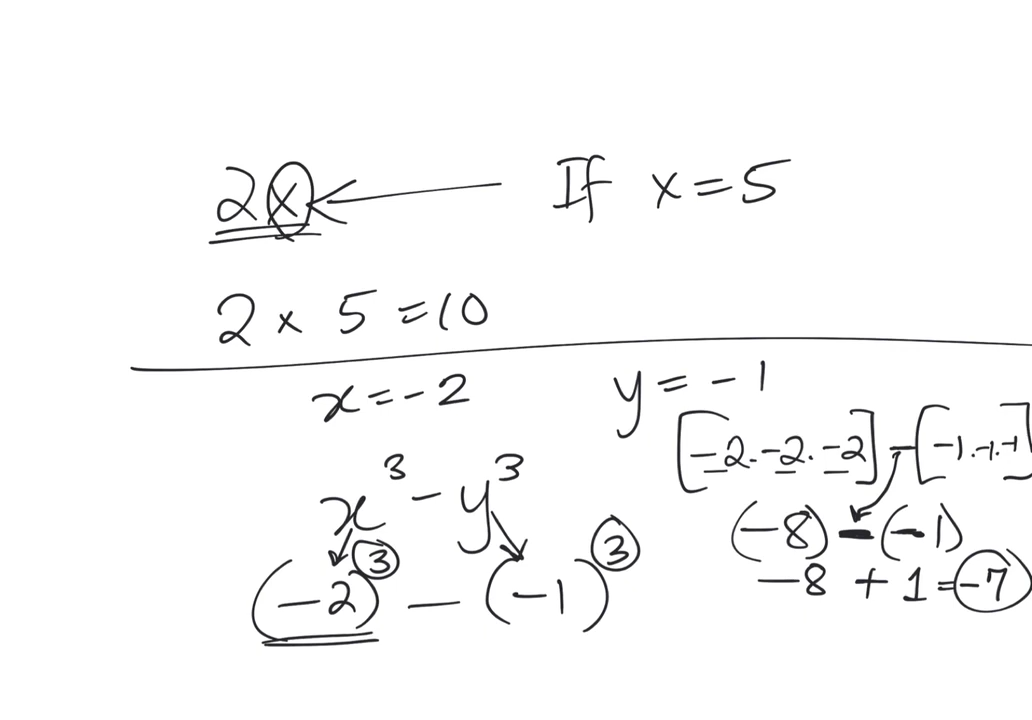 2x ← If x=5
2 × 5 = 10
x = -2 y = -1
x³ - y³ [-2·-2·-2] - [-1·-1·-1]
(-2)³ - (-1)³ (-8) - (-1)
-8 + 1 = -7